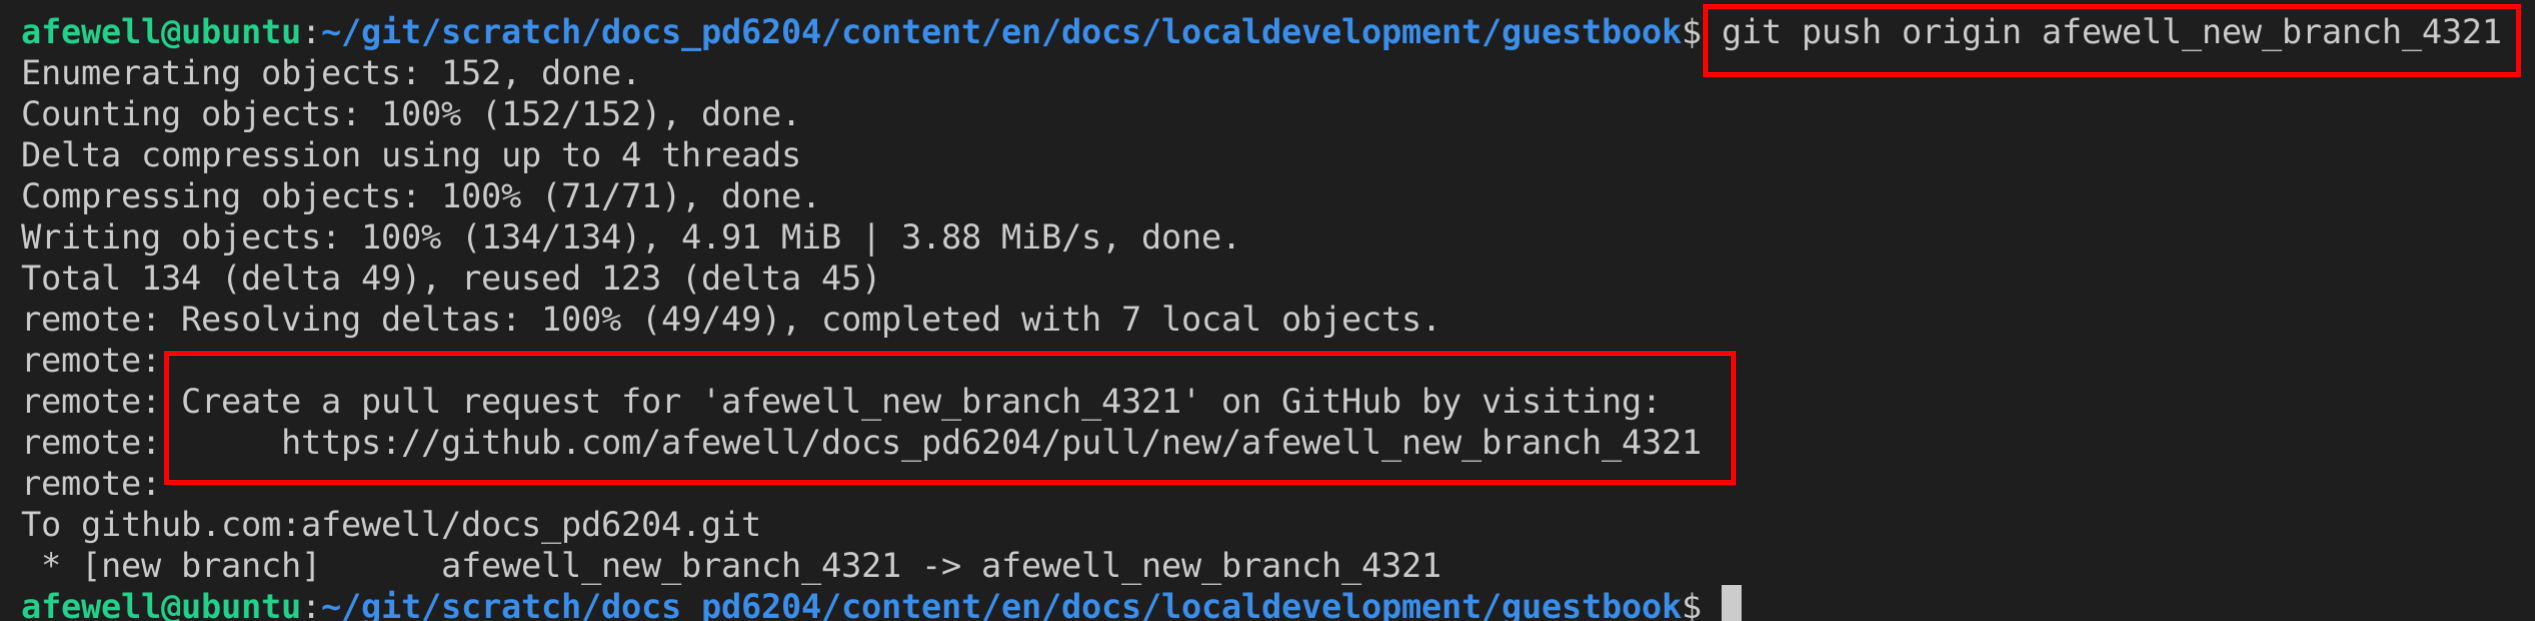 afewell@ubuntu:~/git/scratch/docs_pd6204/content/en/docs/localdevelopment/guestbook$ git push origin afewell_new_branch_4321
Enumerating objects: 152, done.
Counting objects: 100% (152/152), done.
Delta compression using up to 4 threads
Compressing objects: 100% (71/71), done.
Writing objects: 100% (134/134), 4.91 MiB | 3.88 MiB/s, done.
Total 134 (delta 49), reused 123 (delta 45)
remote: Resolving deltas: 100% (49/49), completed with 7 local objects.
remote:
remote: Create a pull request for 'afewell_new_branch_4321' on GitHub by visiting:
remote:      https://github.com/afewell/docs_pd6204/pull/new/afewell_new_branch_4321
remote:
To github.com:afewell/docs_pd6204.git
 * [new branch]      afewell_new_branch_4321 -> afewell_new_branch_4321
afewell@ubuntu:~/git/scratch/docs_pd6204/content/en/docs/localdevelopment/guestbook$